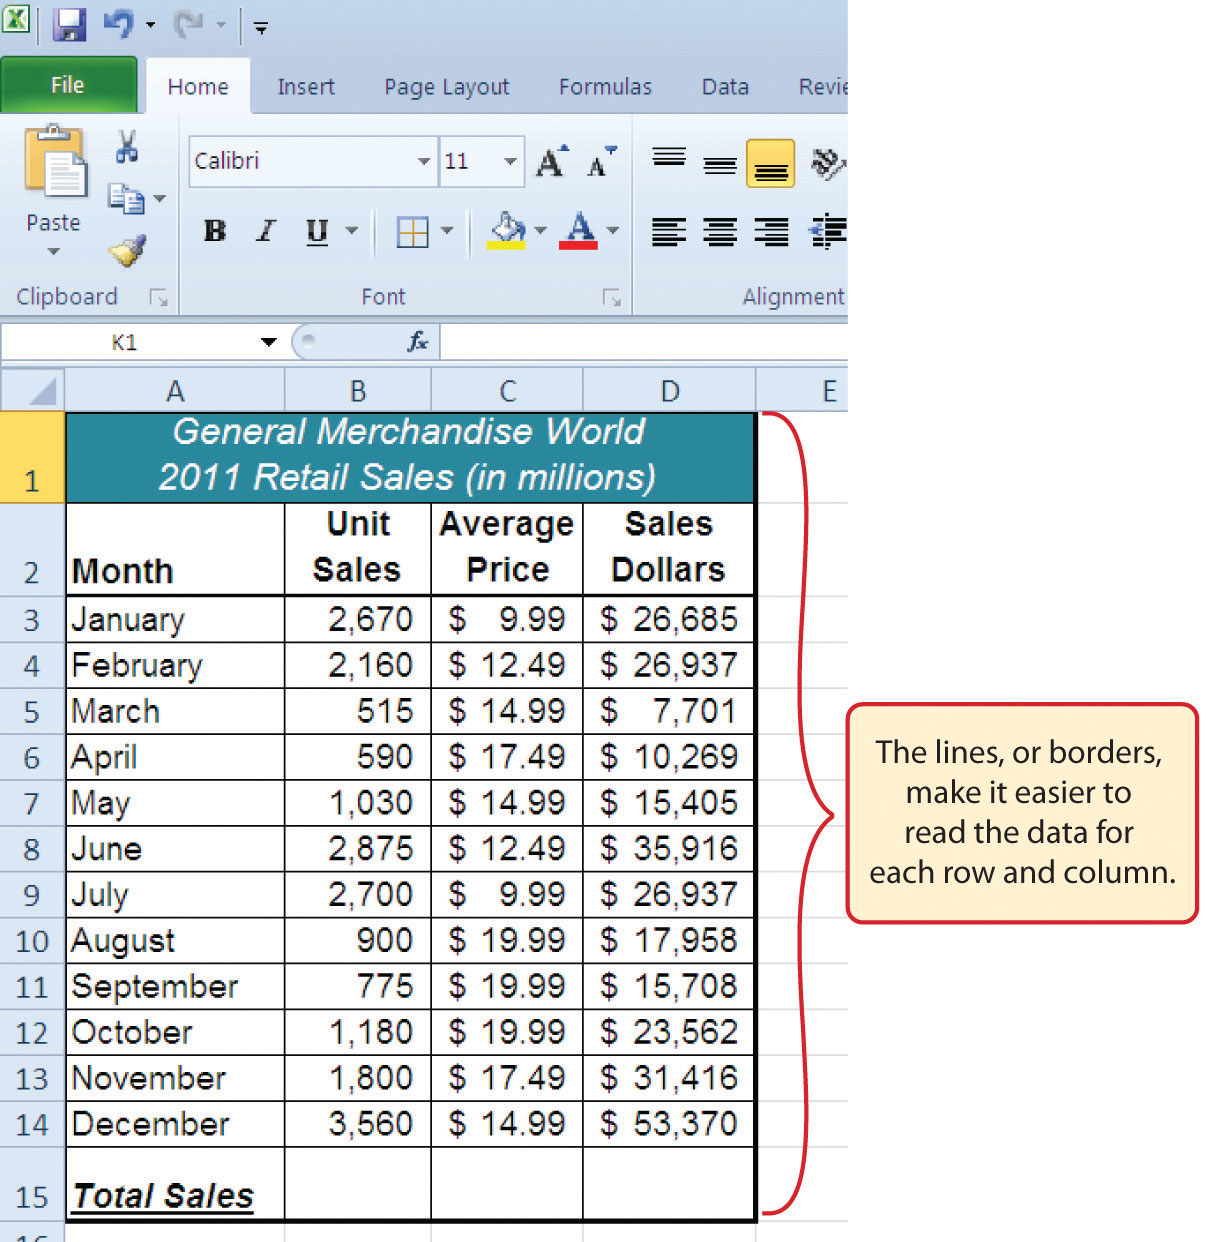 File Home Insert Page Layout Formulas Data
Calibri 11
Paste
B I U A
Clipboard Font Alignment
K1 fx
A B C D E
General Merchandise World
1 2011 Retail Sales (in millions)
Unit Average Sales
2 Month Sales Price Dollars
3 January 2,670 $ 9.99 $ 26,685
4 February 2,160 $ 12.49 $ 26,937
5 March 515 $ 14.99 $ 7,701
6 April 590 $ 17.49 $ 10,269
7 May 1,030 $ 14.99 $ 15,405
8 June 2,875 $ 12.49 $ 35,916
9 July 2,700 $ 9.99 $ 26,937
10 August 900 $ 19.99 $ 17,958
11 September 775 $ 19.99 $ 15,708
12 October 1,180 $ 19.99 $ 23,562
13 November 1,800 $ 17.49 $ 31,416
14 December 3,560 $ 14.99 $ 53,370
15 Total Sales
The lines, or borders,
make it easier to
read the data for
each row and column.